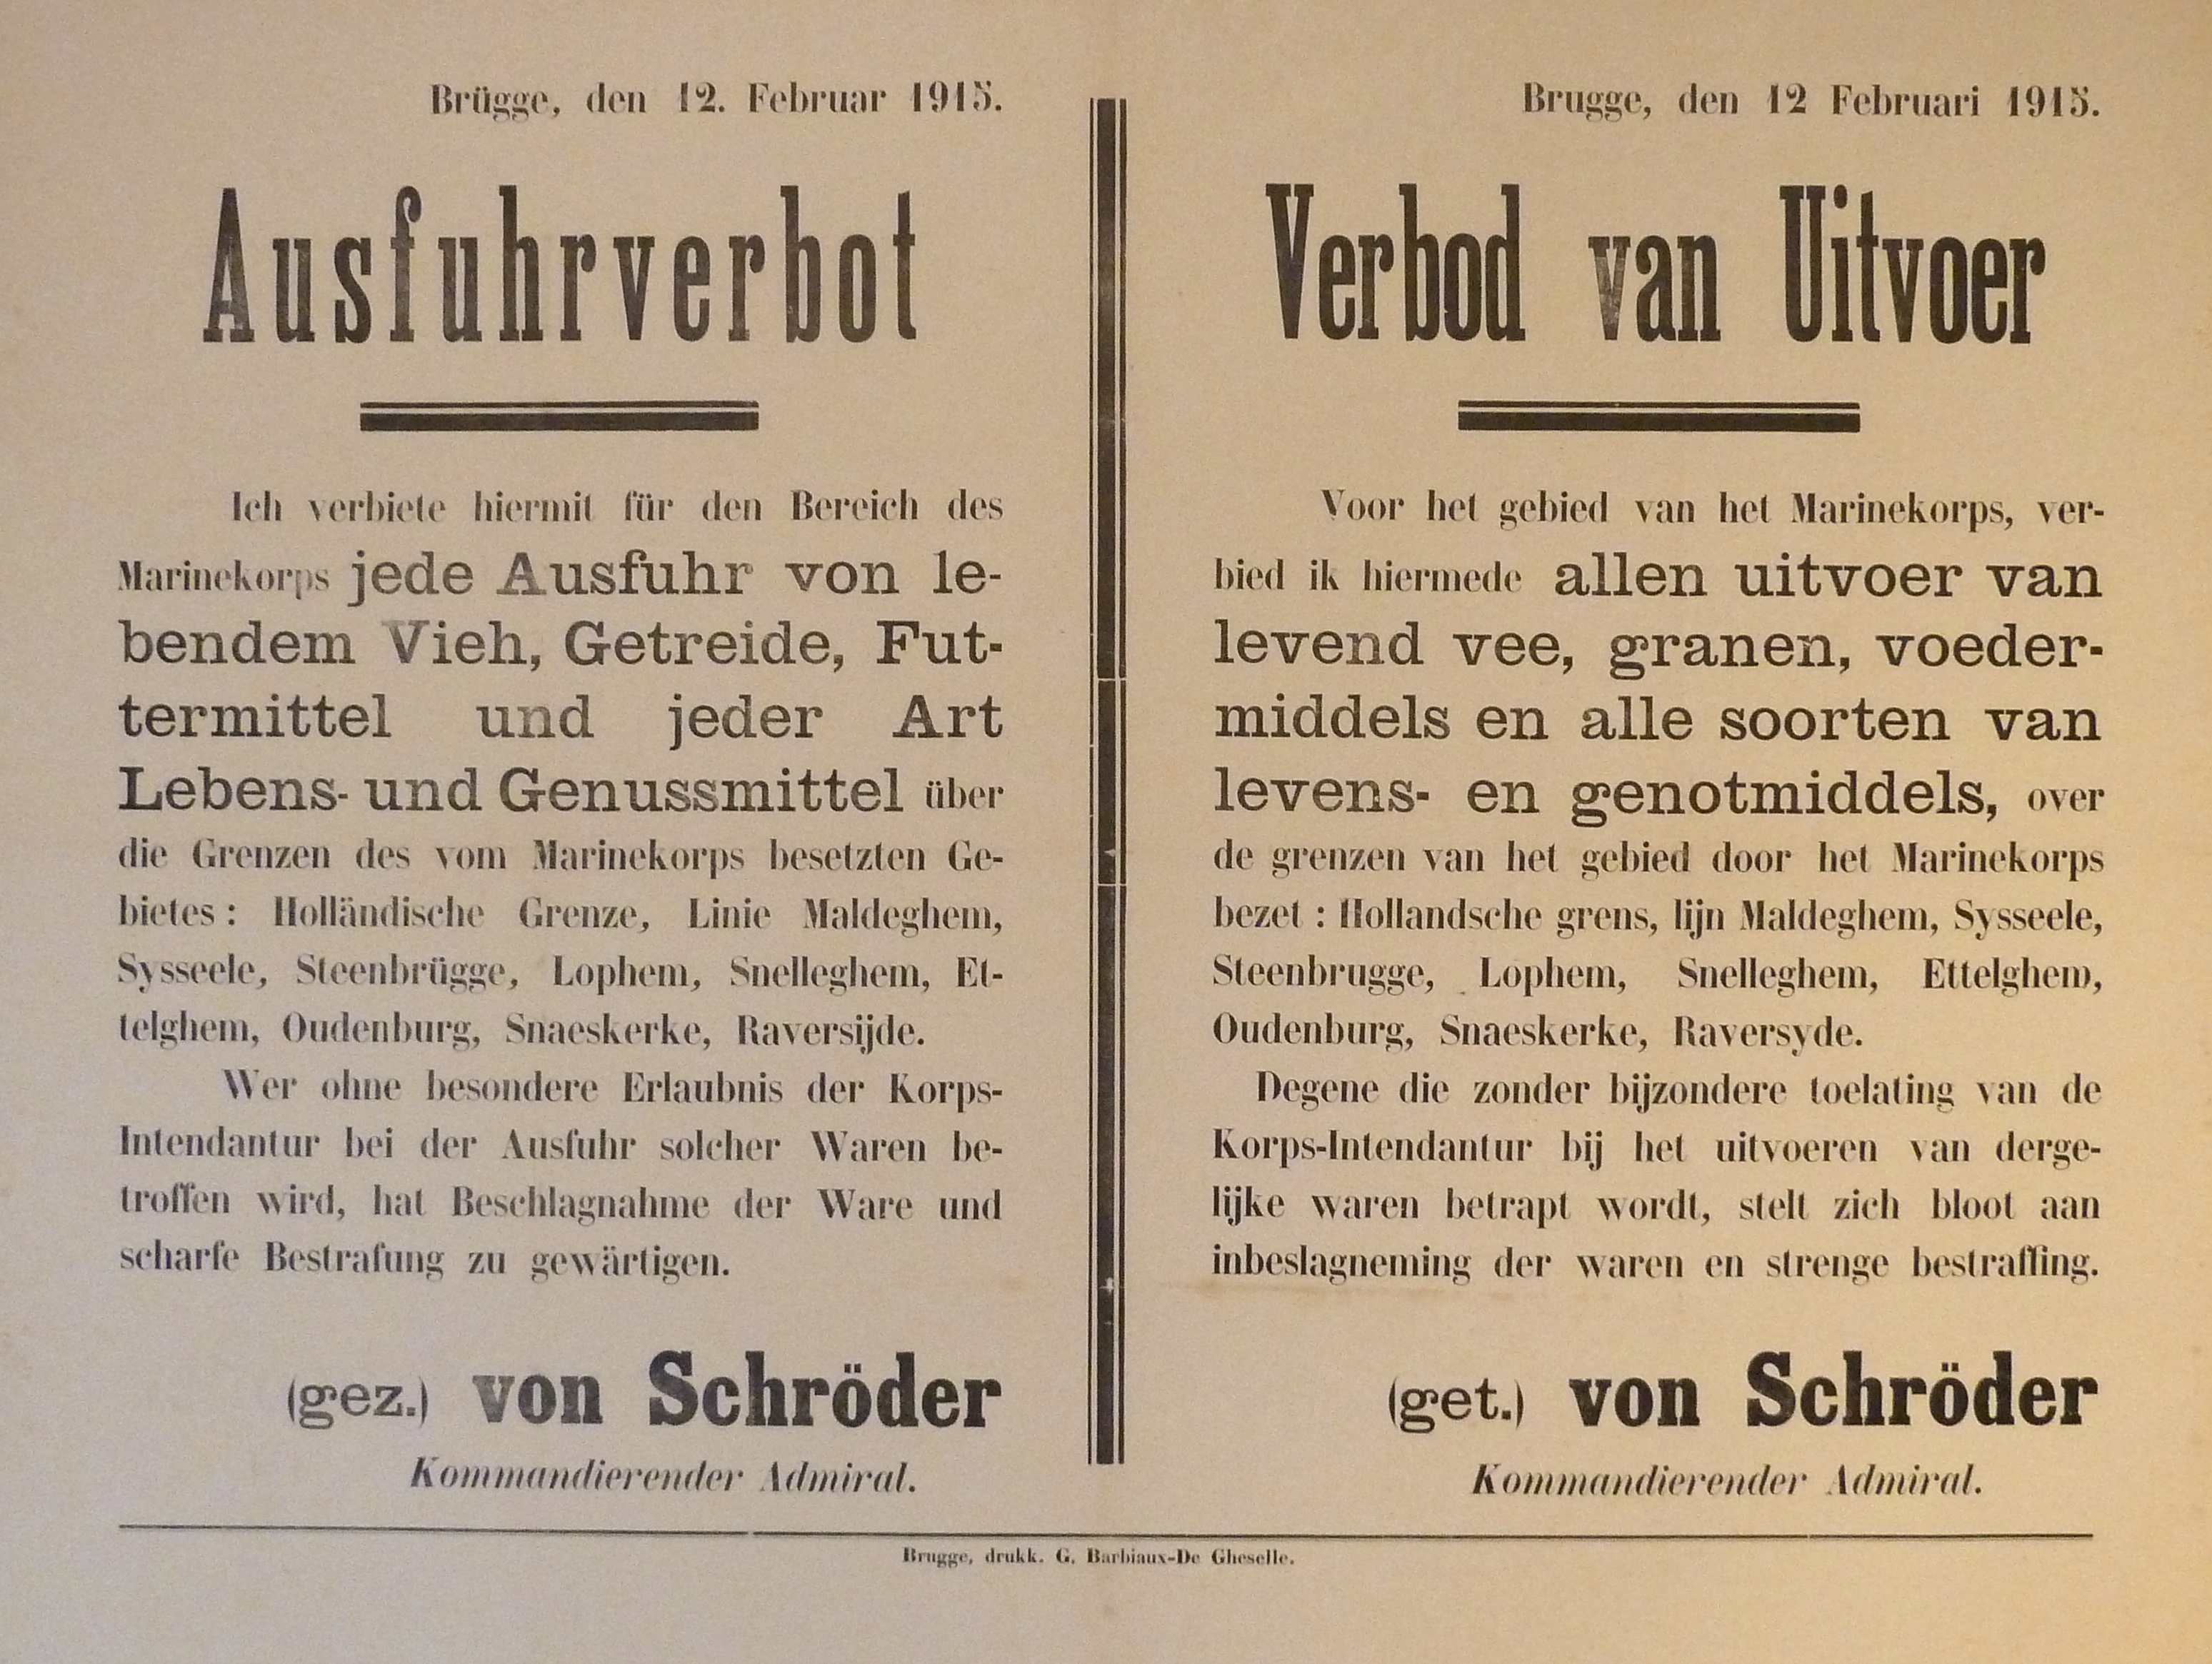 Brügge, den 12. Februar 1915.
Ausfuhrverbot
Ich verbiete hiermit für den Bereich des
Marinekorps jede Ausfuhr von le-
bendem Vieh, Getreide, Fut-
termittel und jeder Art
Lebens- und Genussmittel über
die Grenzen des vom Marinekorps besetzten Ge-
bietes : Holländische Grenze, Linie Maldeghem,
Sysseele, Steenbrügge, Lophem, Snelleghem, Et-
telghem, Oudenburg, Snaeskerke, Raversijde.
Wer ohne besondere Erlaubnis der Korps-
Intendantur bei der Ausfuhr solcher Waren be-
troffen wird, hat Beschlagnahme der Ware und
scharfe Bestrafung zu gewärtigen.
(gez.) von Schröder
Kommandierender Admiral.
Brugge, den 12 Februari 1915.
Verbod van Uitvoer
Voor het gebied van het Marinekorps, ver-
bied ik hiermede allen uitvoer van
levend vee, granen, voeder-
middels en alle soorten van
levens- en genotmiddels, over
de grenzen van het gebied door het Marinekorps
bezet : Hollandsche grens, lijn Maldeghem, Sysseele,
Steenbrugge, Lophem, Snelleghem, Ettelghem,
Oudenburg, Snaeskerke, Raversyde.
Degene die zonder bijzondere toelating van de
Korps-Intendantur bij het uitvoeren van derge-
lijke waren betrapt wordt, stelt zich bloot aan
inbeslagneming der waren en strenge bestraffing.
(get.) von Schröder
Kommandierender Admiral.
Brugge, drukk. G. Barbiaux-De Gheselle.